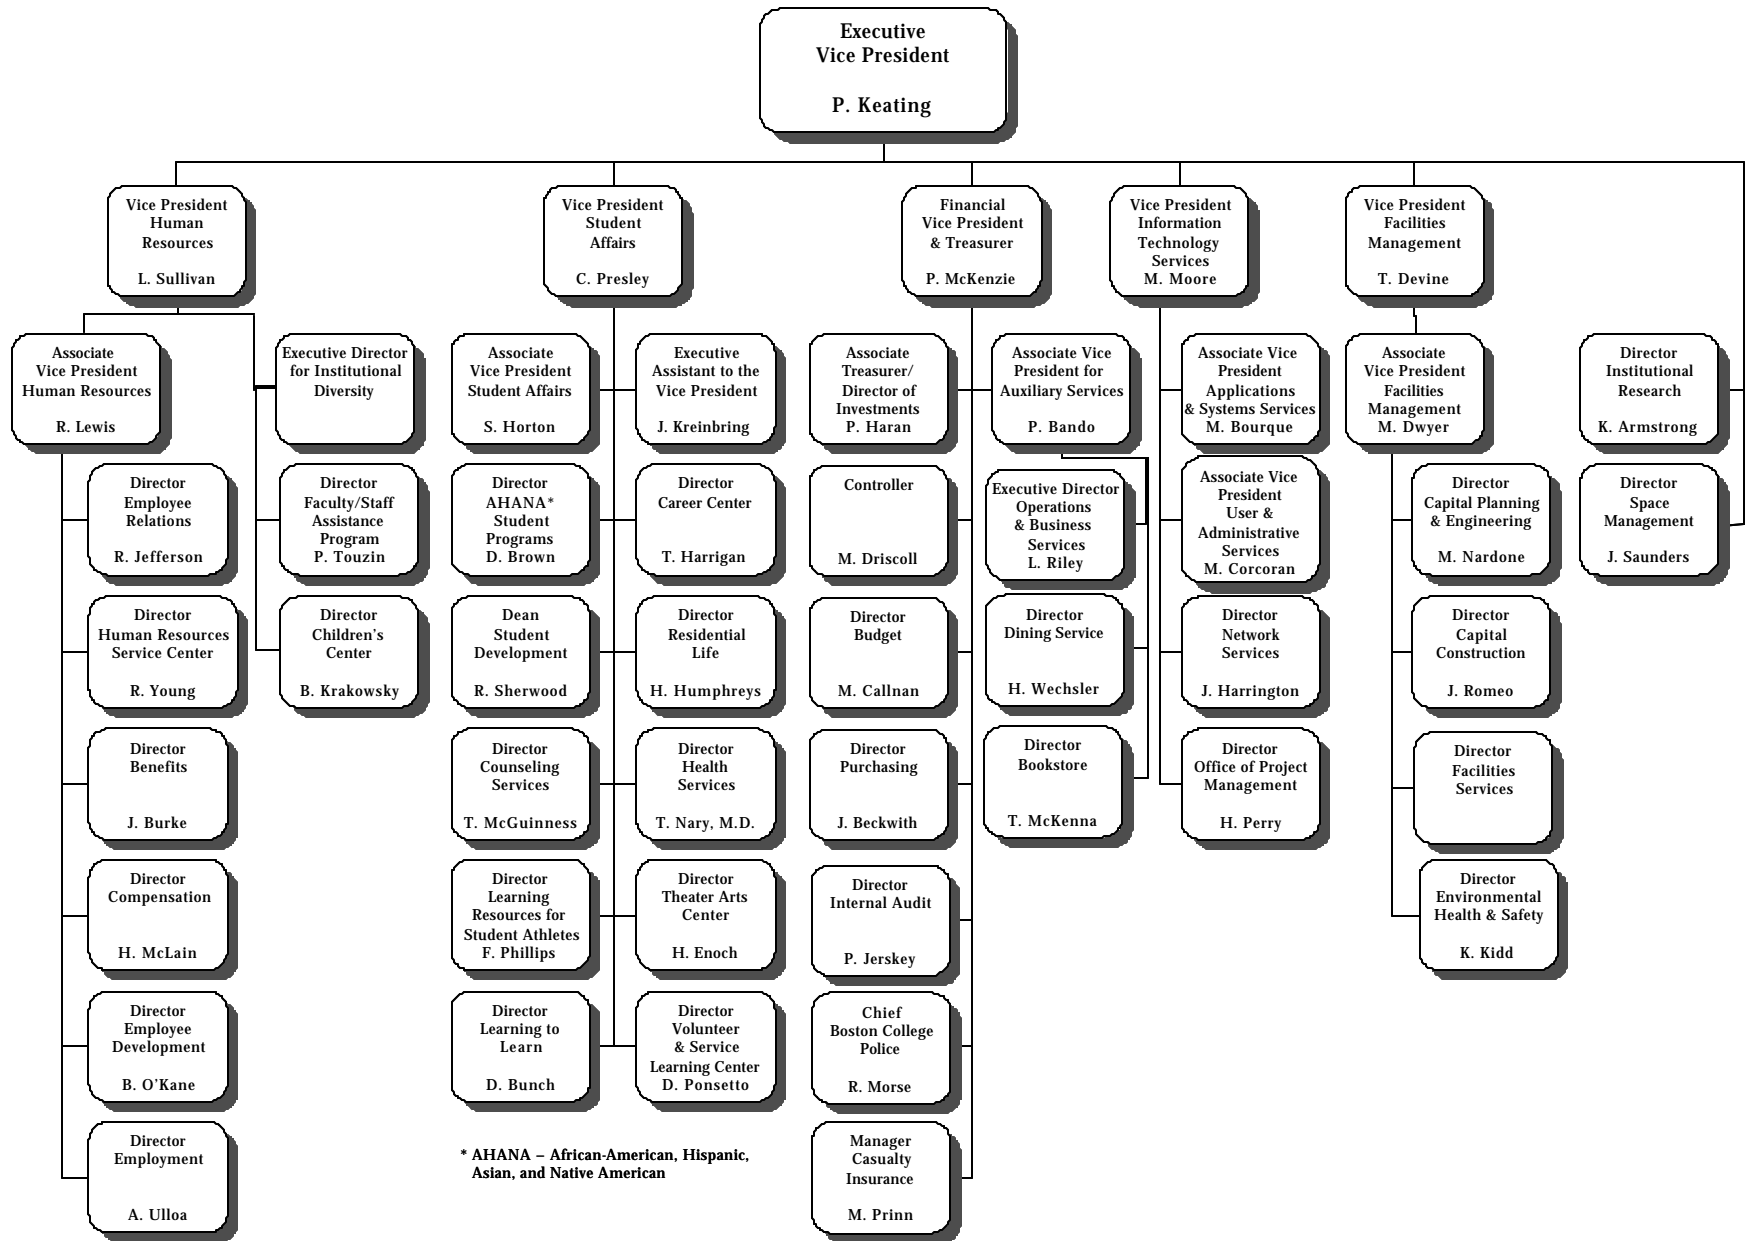 Executive
Vice President
P. Keating
Vice President
Human
Resources
L. Sullivan
Vice President
Student
Affairs
C. Presley
Financial
Vice President
& Treasurer
P. McKenzie
Vice President
Information
Technology
Services
M. Moore
Vice President
Facilities
Management
T. Devine
Associate
Vice President
Human Resources
R. Lewis
Executive Director
for Institutional
Diversity
Associate
Vice President
Student Affairs
S. Horton
Executive
Assistant to the
Vice President
J. Kreinbring
Associate
Treasurer/
Director of
Investments
P. Haran
Associate Vice
President for
Auxiliary Services
P. Bando
Associate Vice
President
Applications
& Systems Services
M. Bourque
Associate
Vice President
Facilities
Management
M. Dwyer
Director
Institutional
Research
K. Armstrong
Director
Employee
Relations
R. Jefferson
Director
Faculty/Staff
Assistance
Program
P. Touzin
Director
AHANA*
Student
Programs
D. Brown
Director
Career Center
T. Harrigan
Controller
M. Driscoll
Executive Director
Operations
& Business
Services
L. Riley
Associate Vice
President
User &
Administrative
Services
M. Corcoran
Director
Capital Planning
& Engineering
M. Nardone
Director
Space
Management
J. Saunders
Director
Human Resources
Service Center
R. Young
Director
Children's
Center
B. Krakowsky
Dean
Student
Development
R. Sherwood
Director
Residential
Life
H. Humphreys
Director
Budget
M. Callnan
Director
Dining Service
H. Wechsler
Director
Network
Services
J. Harrington
Director
Capital
Construction
J. Romeo
Director
Benefits
J. Burke
Director
Counseling
Services
T. McGuinness
Director
Health
Services
T. Nary, M.D.
Director
Purchasing
J. Beckwith
Director
Bookstore
T. McKenna
Director
Office of Project
Management
H. Perry
Director
Facilities
Services
Director
Compensation
H. McLain
Director
Learning
Resources for
Student Athletes
F. Phillips
Director
Theater Arts
Center
H. Enoch
Director
Internal Audit
P. Jerskey
Director
Environmental
Health & Safety
K. Kidd
Director
Employee
Development
B. O'Kane
Director
Learning to
Learn
D. Bunch
Director
Volunteer
& Service
Learning Center
D. Ponsetto
Chief
Boston College
Police
R. Morse
Director
Employment
A. Ulloa
* AHANA – African-American, Hispanic,
Asian, and Native American
Manager
Casualty
Insurance
M. Prinn